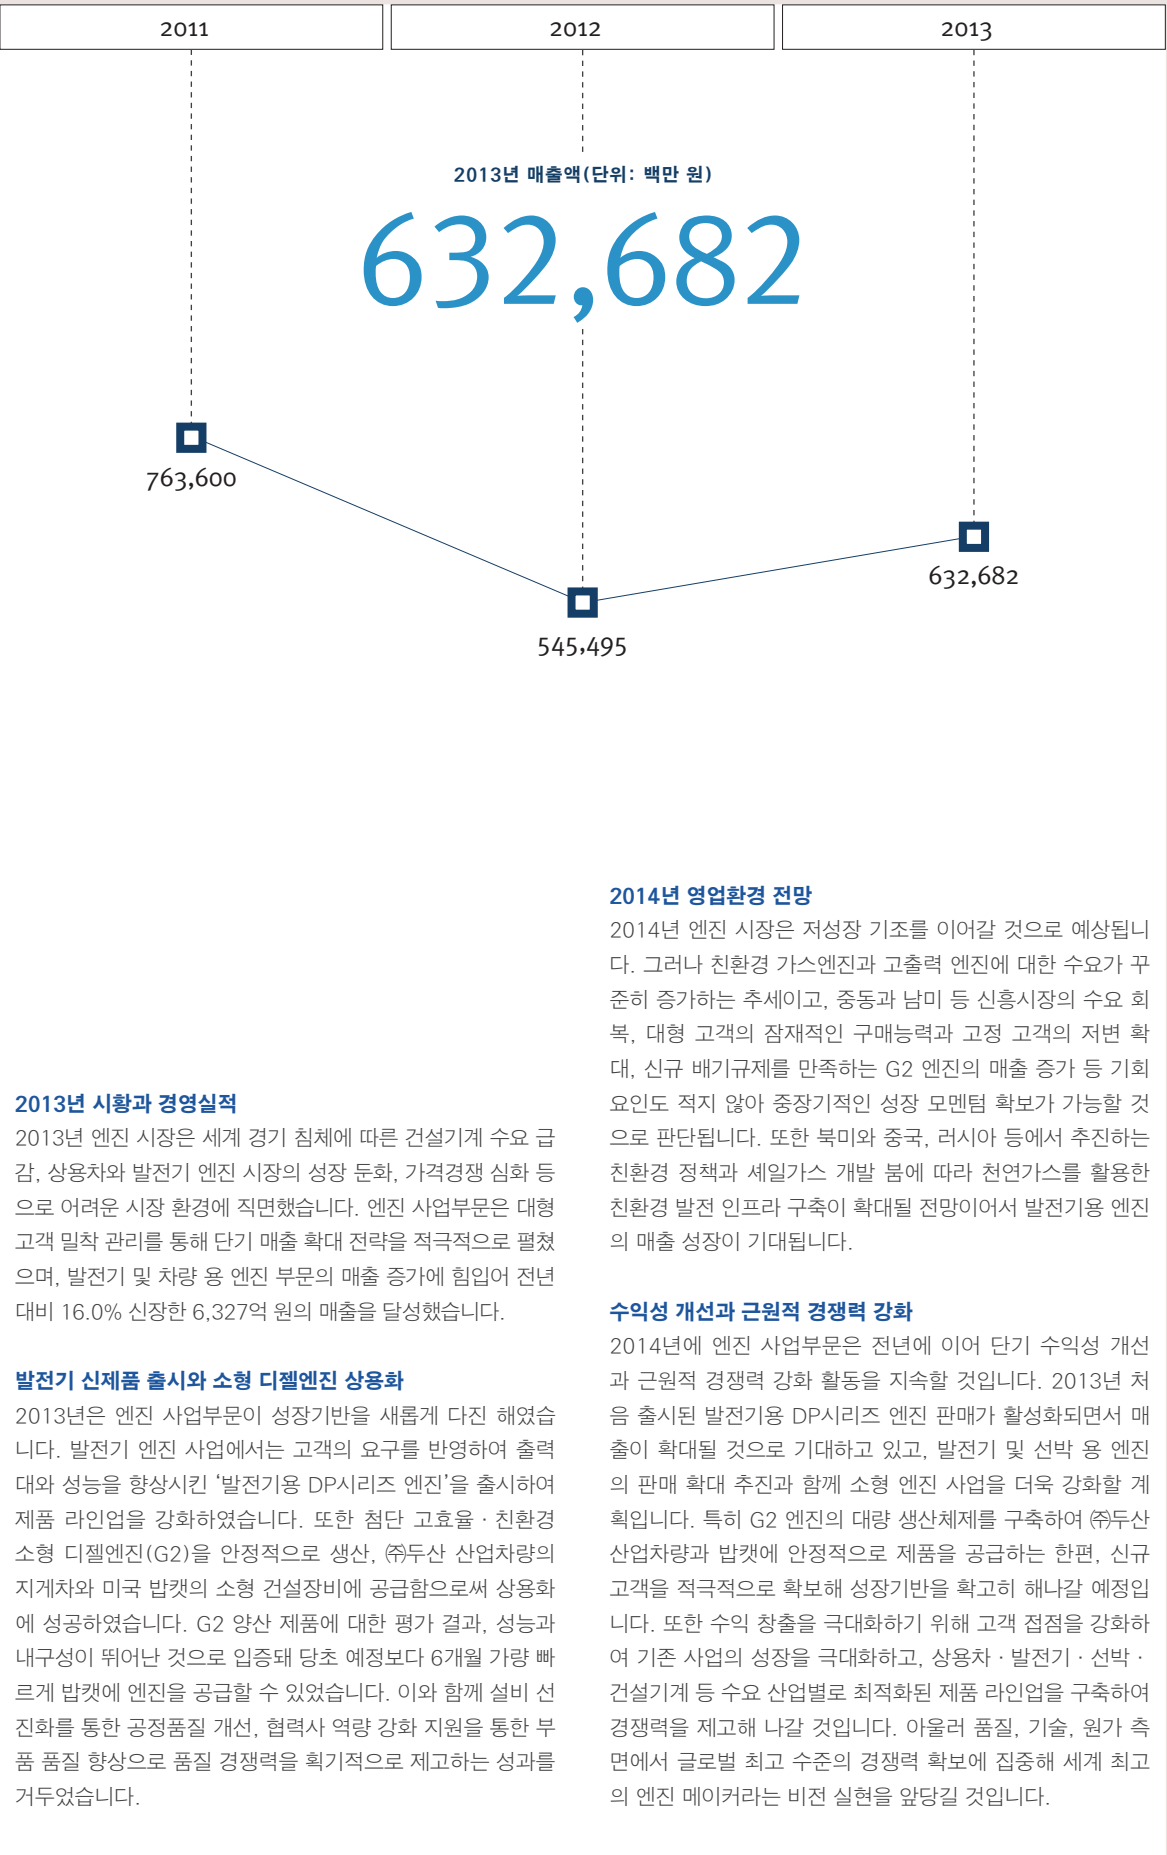 2011
2012
2013
2013년 매출액(단위: 백만 원)
632,682
763,600
545,495
632,682
2013년 시황과 경영실적
2013년 엔진 시장은 세계 경기 침체에 따른 건설기계 수요 급
감, 상용차와 발전기 엔진 시장의 성장 둔화, 가격경쟁 심화 등
으로 어려운 시장 환경에 직면했습니다. 엔진 사업부문은 대형
고객 밀착 관리를 통해 단기 매출 확대 전략을 적극적으로 펼쳤
으며, 발전기 및 차량 용 엔진 부문의 매출 증가에 힘입어 전년
대비 16.0% 신장한 6,327억 원의 매출을 달성했습니다.
발전기 신제품 출시와 소형 디젤엔진 상용화
2013년은 엔진 사업부문이 성장기반을 새롭게 다진 해였습
니다. 발전기 엔진 사업에서는 고객의 요구를 반영하여 출력
대와 성능을 향상시킨 ‘발전기용 DP시리즈 엔진’을 출시하여
제품 라인업을 강화하였습니다. 또한 첨단 고효율 · 친환경
소형 디젤엔진(G2)을 안정적으로 생산, ㈜두산 산업차량의
지게차와 미국 밥캣의 소형 건설장비에 공급함으로써 상용화
에 성공하였습니다. G2 양산 제품에 대한 평가 결과, 성능과
내구성이 뛰어난 것으로 입증돼 당초 예정보다 6개월 가량 빠
르게 밥캣에 엔진을 공급할 수 있었습니다. 이와 함께 설비 선
진화를 통한 공정품질 개선, 협력사 역량 강화 지원을 통한 부
품 품질 향상으로 품질 경쟁력을 획기적으로 제고하는 성과를
거두었습니다.
2014년 영업환경 전망
2014년 엔진 시장은 저성장 기조를 이어갈 것으로 예상됩니
다. 그러나 친환경 가스엔진과 고출력 엔진에 대한 수요가 꾸
준히 증가하는 추세이고, 중동과 남미 등 신흥시장의 수요 회
복, 대형 고객의 잠재적인 구매능력과 고정 고객의 저변 확
대, 신규 배기규제를 만족하는 G2 엔진의 매출 증가 등 기회
요인도 적지 않아 중장기적인 성장 모멘텀 확보가 가능할 것
으로 판단됩니다. 또한 북미와 중국, 러시아 등에서 추진하는
친환경 정책과 셰일가스 개발 붐에 따라 천연가스를 활용한
친환경 발전 인프라 구축이 확대될 전망이어서 발전기용 엔진
의 매출 성장이 기대됩니다.
수익성 개선과 근원적 경쟁력 강화
2014년에 엔진 사업부문은 전년에 이어 단기 수익성 개선
과 근원적 경쟁력 강화 활동을 지속할 것입니다. 2013년 처
음 출시된 발전기용 DP시리즈 엔진 판매가 활성화되면서 매
출이 확대될 것으로 기대하고 있고, 발전기 및 선박 용 엔진
의 판매 확대 추진과 함께 소형 엔진 사업을 더욱 강화할 계
획입니다. 특히 G2 엔진의 대량 생산체제를 구축하여 ㈜두산
산업차량과 밥캣에 안정적으로 제품을 공급하는 한편, 신규
고객을 적극적으로 확보해 성장기반을 확고히 해나갈 예정입
니다. 또한 수익 창출을 극대화하기 위해 고객 접점을 강화하
여 기존 사업의 성장을 극대화하고, 상용차 · 발전기 · 선박 ·
건설기계 등 수요 산업별로 최적화된 제품 라인업을 구축하여
경쟁력을 제고해 나갈 것입니다. 아울러 품질, 기술, 원가 측
면에서 글로벌 최고 수준의 경쟁력 확보에 집중해 세계 최고
의 엔진 메이커라는 비전 실현을 앞당길 것입니다.